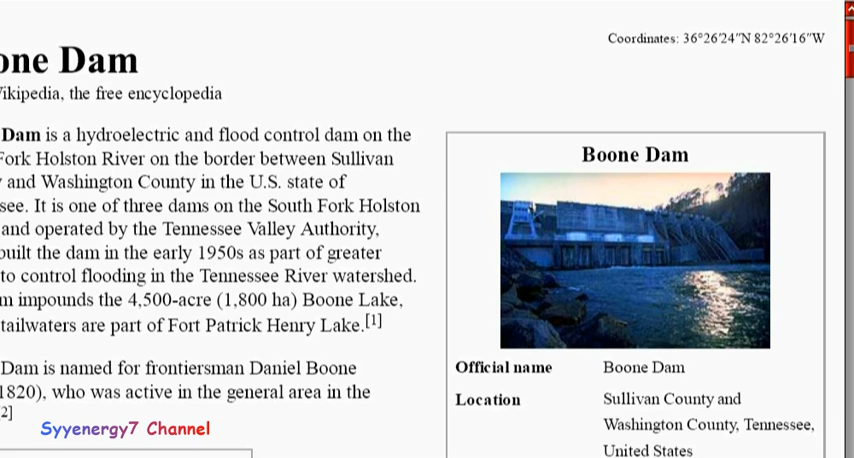 Coordinates: 36°26′24″N 82°26′16″W
one Dam
Wikipedia, the free encyclopedia
Dam is a hydroelectric and flood control dam on the
Fork Holston River on the border between Sullivan
and Washington County in the U.S. state of
see. It is one of three dams on the South Fork Holston
and operated by the Tennessee Valley Authority,
built the dam in the early 1950s as part of greater
to control flooding in the Tennessee River watershed.
m impounds the 4,500-acre (1,800 ha) Boone Lake,
tailwaters are part of Fort Patrick Henry Lake.[1]
Dam is named for frontiersman Daniel Boone
1820), who was active in the general area in the
2]
Syyenergy7 Channel
Boone Dam
Official name Boone Dam
Location Sullivan County and
Washington County, Tennessee,
United States